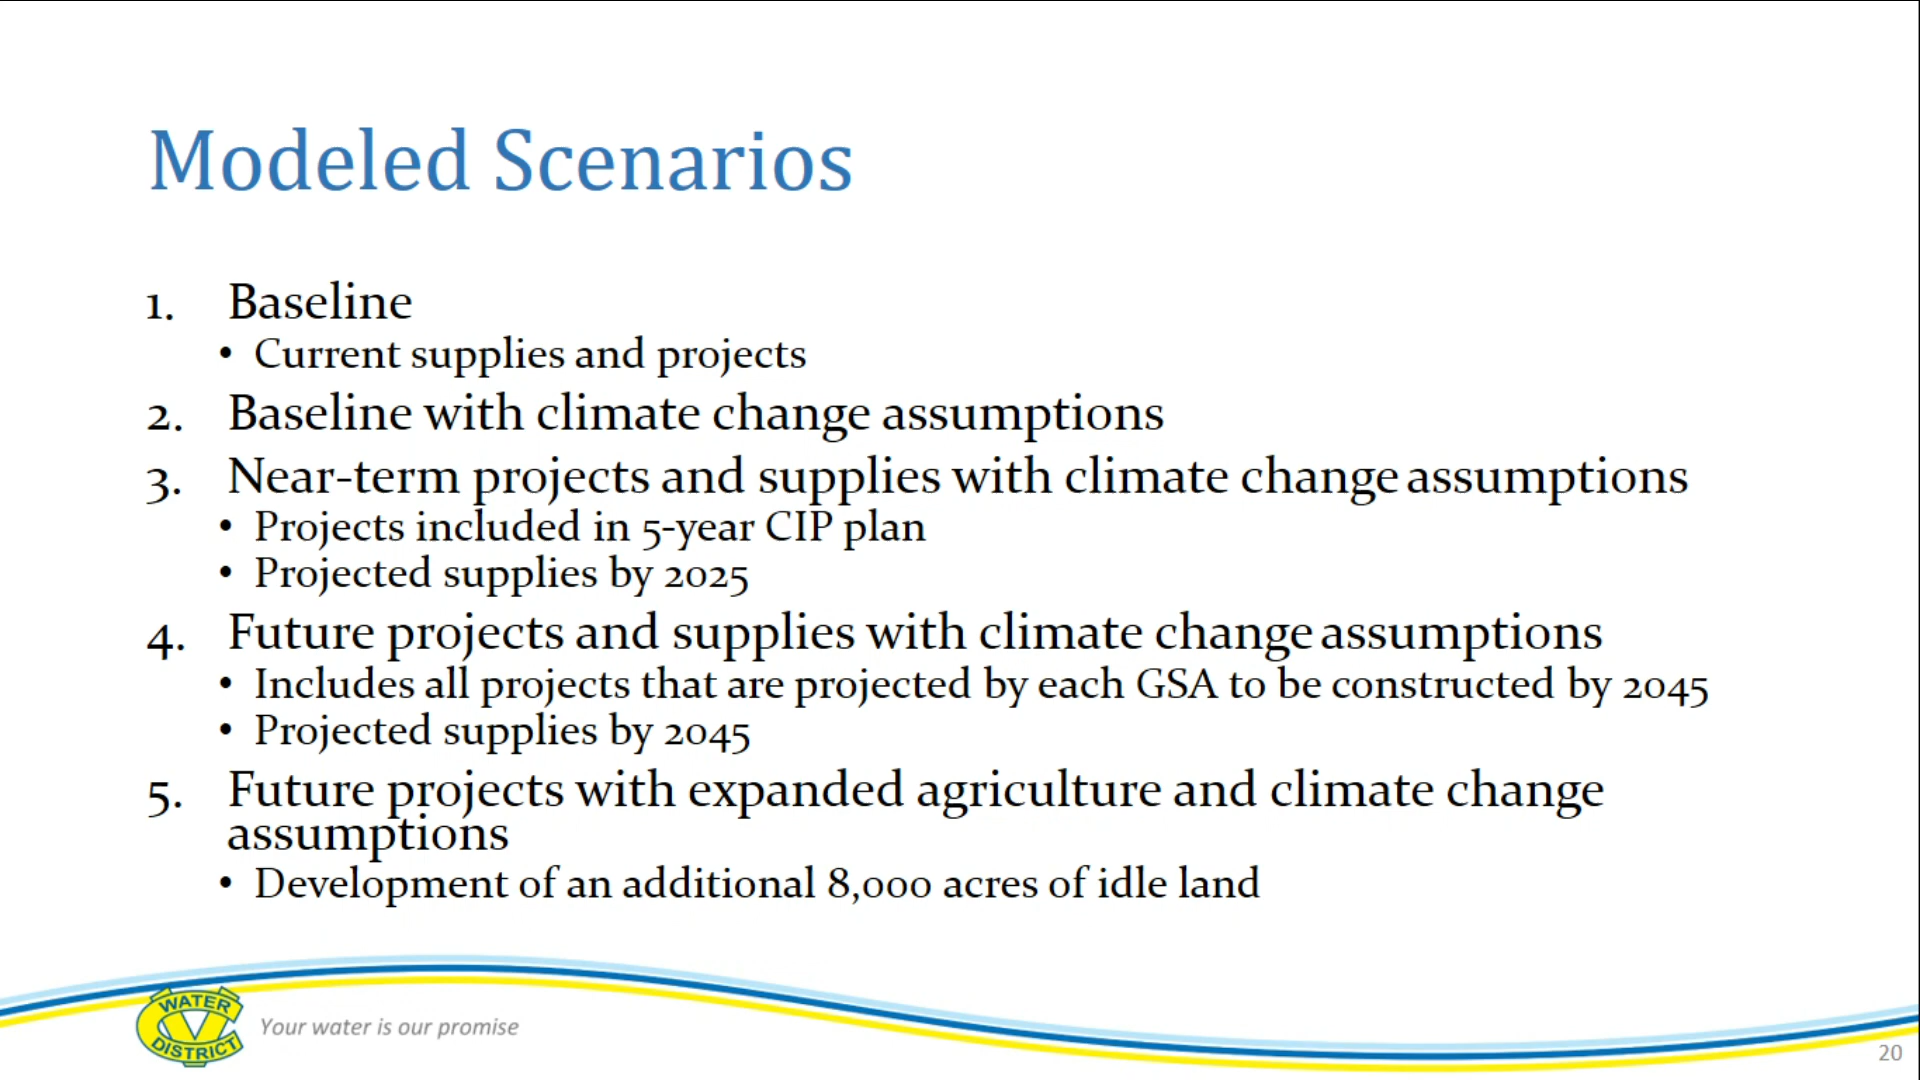 Modeled Scenarios
1. Baseline
• Current supplies and projects
2. Baseline with climate change assumptions
3. Near-term projects and supplies with climate change assumptions
• Projects included in 5-year CIP plan
• Projected supplies by 2025
4. Future projects and supplies with climate change assumptions
• Includes all projects that are projected by each GSA to be constructed by 2045
• Projected supplies by 2045
5. Future projects with expanded agriculture and climate change
assumptions
• Development of an additional 8,000 acres of idle land
WATER
CV
DISTRICT
Your water is our promise
20